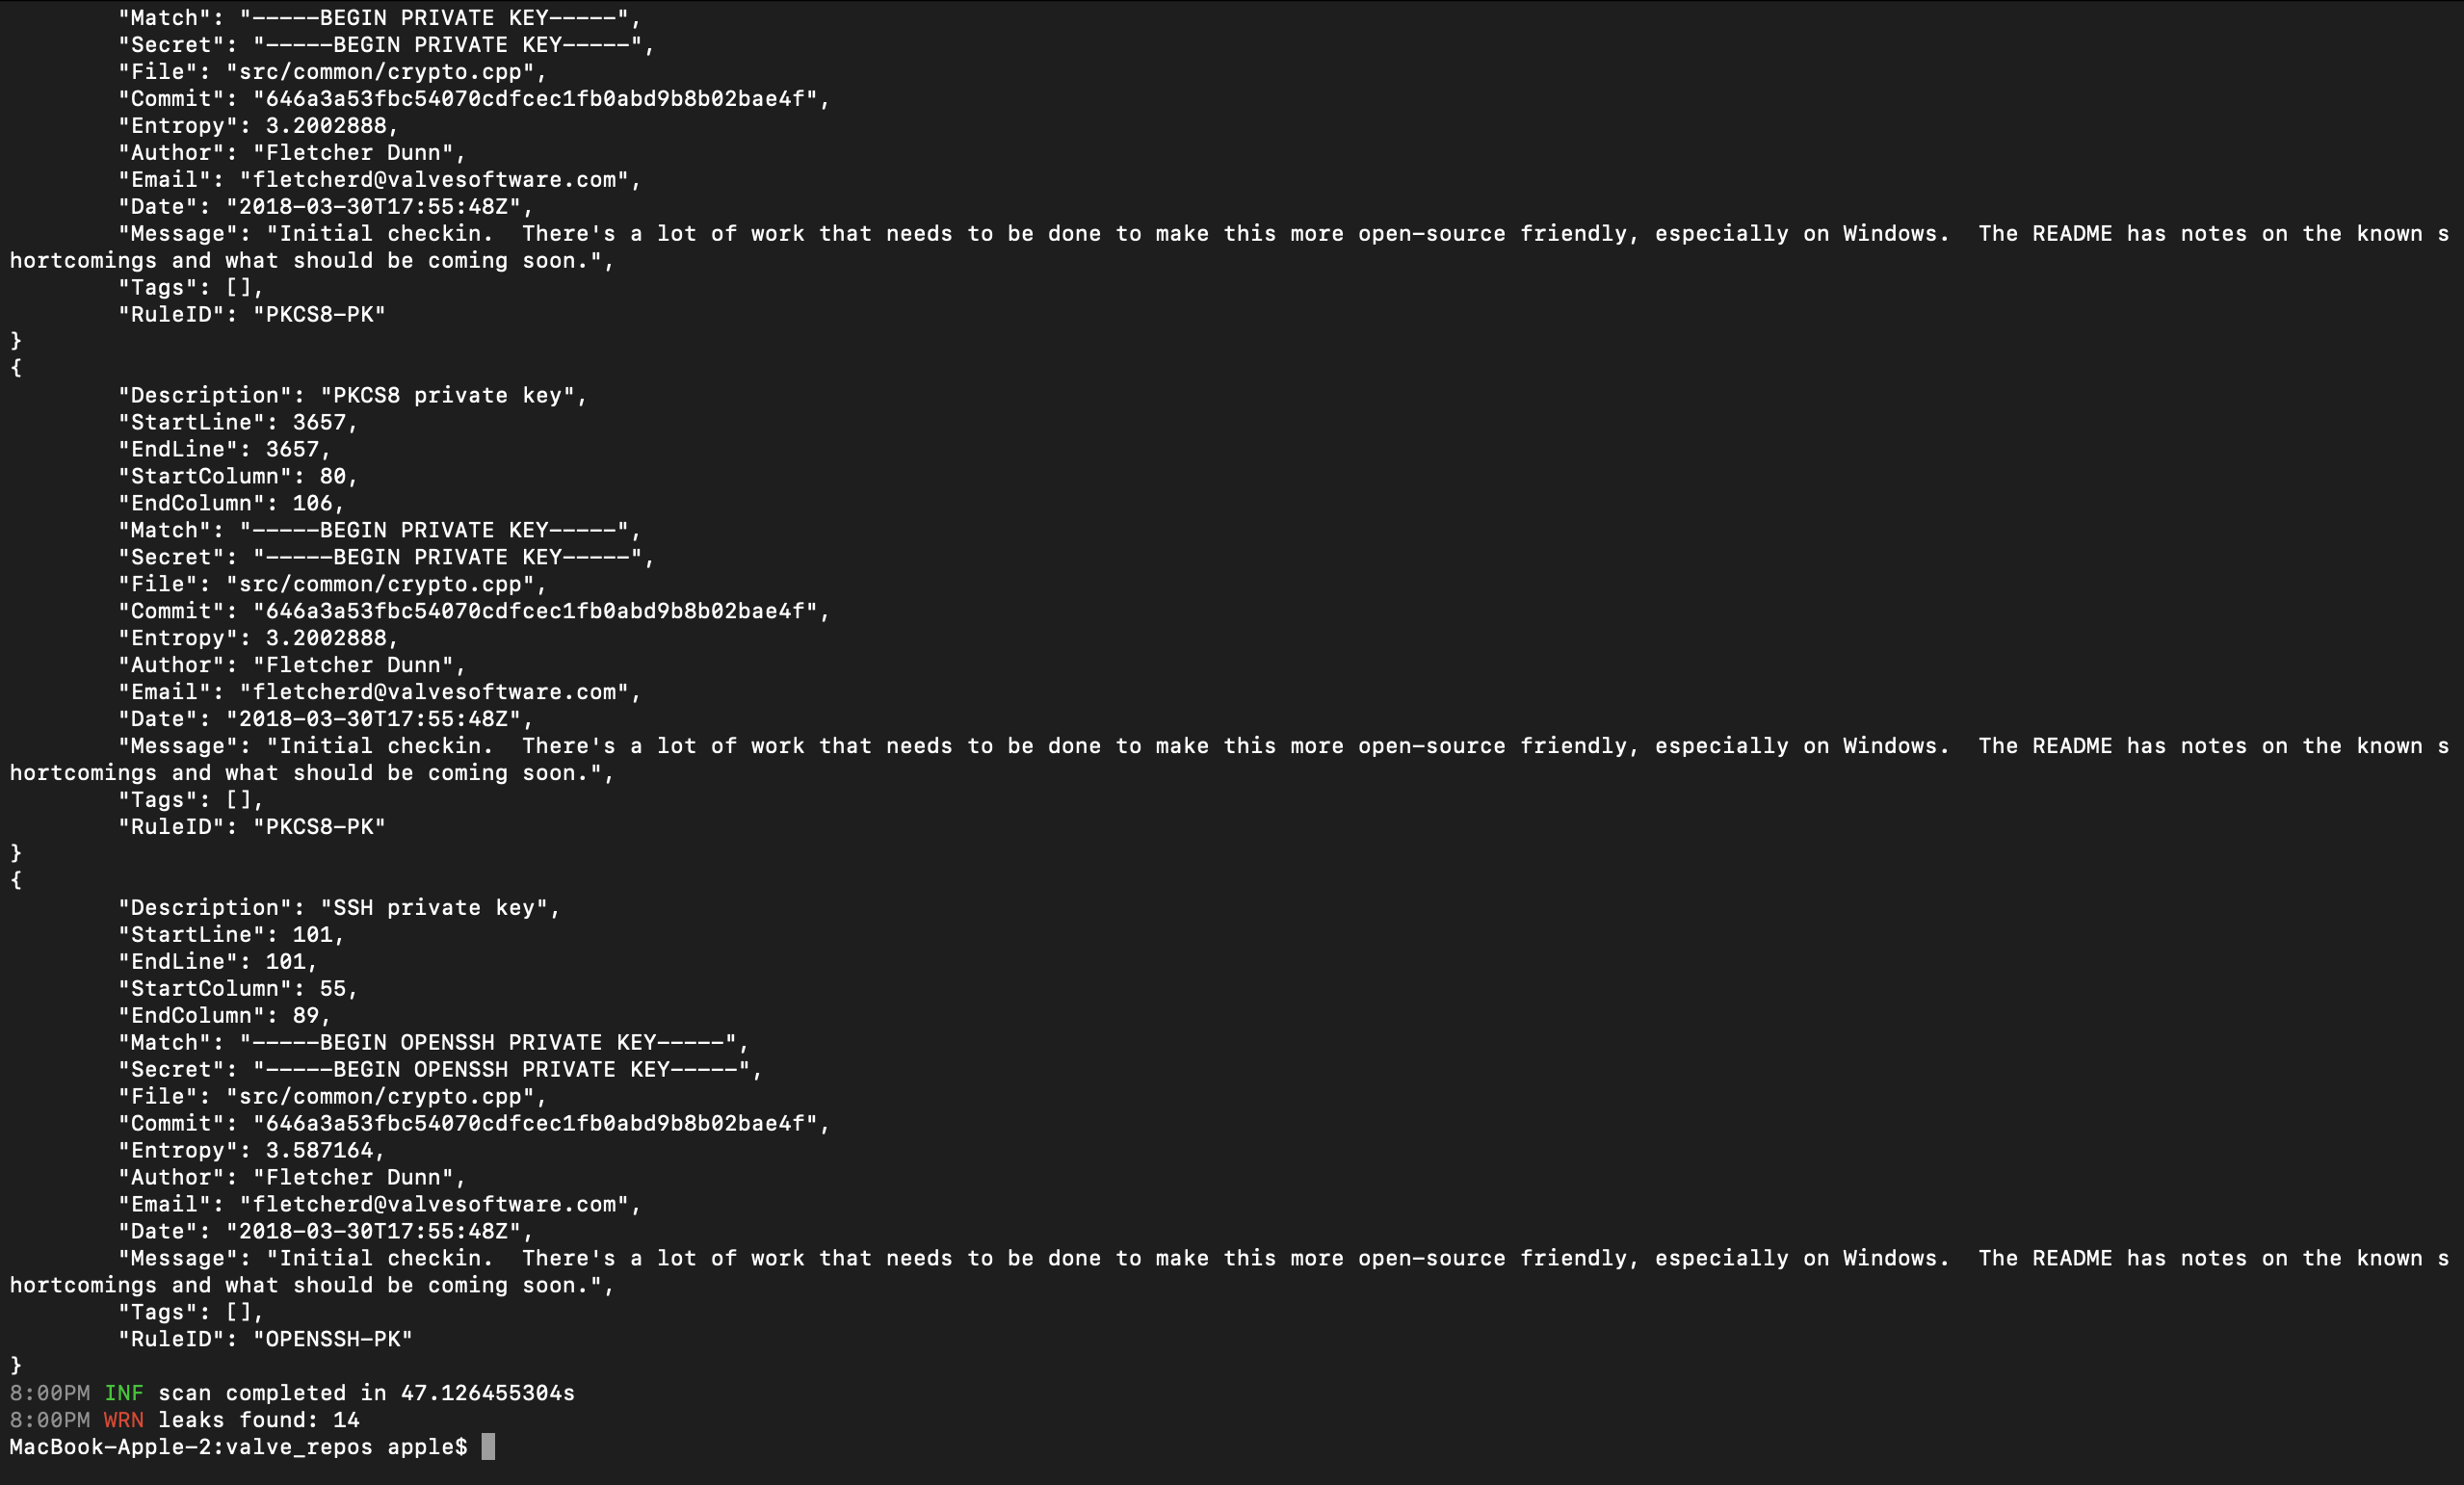 "Match": "-----BEGIN PRIVATE KEY-----",
"Secret": "-----BEGIN PRIVATE KEY-----",
"File": "src/common/crypto.cpp",
"Commit": "646a3a53fbc54070cdfcec1fb0abd9b8b02bae4f",
"Entropy": 3.2002888,
"Author": "Fletcher Dunn",
"Email": "fletcherd@valvesoftware.com",
"Date": "2018-03-30T17:55:48Z",
"Message": "Initial checkin.  There's a lot of work that needs to be done to make this more open-source friendly, especially on Windows.  The README has notes on the known s
hortcomings and what should be coming soon.",
"Tags": [],
"RuleID": "PKCS8-PK"
}
{
"Description": "PKCS8 private key",
"StartLine": 3657,
"EndLine": 3657,
"StartColumn": 80,
"EndColumn": 106,
"Match": "-----BEGIN PRIVATE KEY-----",
"Secret": "-----BEGIN PRIVATE KEY-----",
"File": "src/common/crypto.cpp",
"Commit": "646a3a53fbc54070cdfcec1fb0abd9b8b02bae4f",
"Entropy": 3.2002888,
"Author": "Fletcher Dunn",
"Email": "fletcherd@valvesoftware.com",
"Date": "2018-03-30T17:55:48Z",
"Message": "Initial checkin.  There's a lot of work that needs to be done to make this more open-source friendly, especially on Windows.  The README has notes on the known s
hortcomings and what should be coming soon.",
"Tags": [],
"RuleID": "PKCS8-PK"
}
{
"Description": "SSH private key",
"StartLine": 101,
"EndLine": 101,
"StartColumn": 55,
"EndColumn": 89,
"Match": "-----BEGIN OPENSSH PRIVATE KEY-----",
"Secret": "-----BEGIN OPENSSH PRIVATE KEY-----",
"File": "src/common/crypto.cpp",
"Commit": "646a3a53fbc54070cdfcec1fb0abd9b8b02bae4f",
"Entropy": 3.587164,
"Author": "Fletcher Dunn",
"Email": "fletcherd@valvesoftware.com",
"Date": "2018-03-30T17:55:48Z",
"Message": "Initial checkin.  There's a lot of work that needs to be done to make this more open-source friendly, especially on Windows.  The README has notes on the known s
hortcomings and what should be coming soon.",
"Tags": [],
"RuleID": "OPENSSH-PK"
}
8:00PM INF scan completed in 47.126455304s
8:00PM WRN leaks found: 14
MacBook-Apple-2:valve_repos apple$